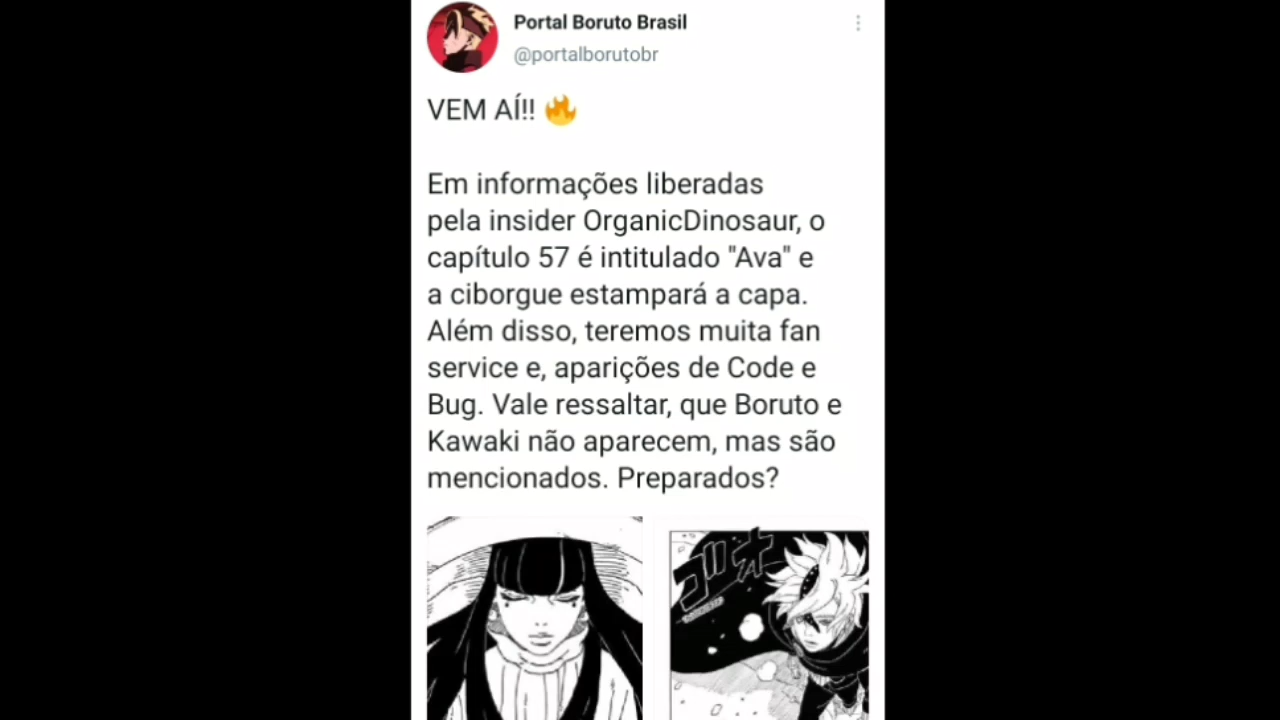 Portal Boruto Brasil
@portalborutobr
VEM AÍ!! 🔥
Em informações liberadas
pela insider OrganicDinosaur, o
capítulo 57 é intitulado "Ava" e
a ciborgue estampará a capa.
Além disso, teremos muita fan
service e, aparições de Code e
Bug. Vale ressaltar, que Boruto e
Kawaki não aparecem, mas são
mencionados. Preparados?
ゴォ